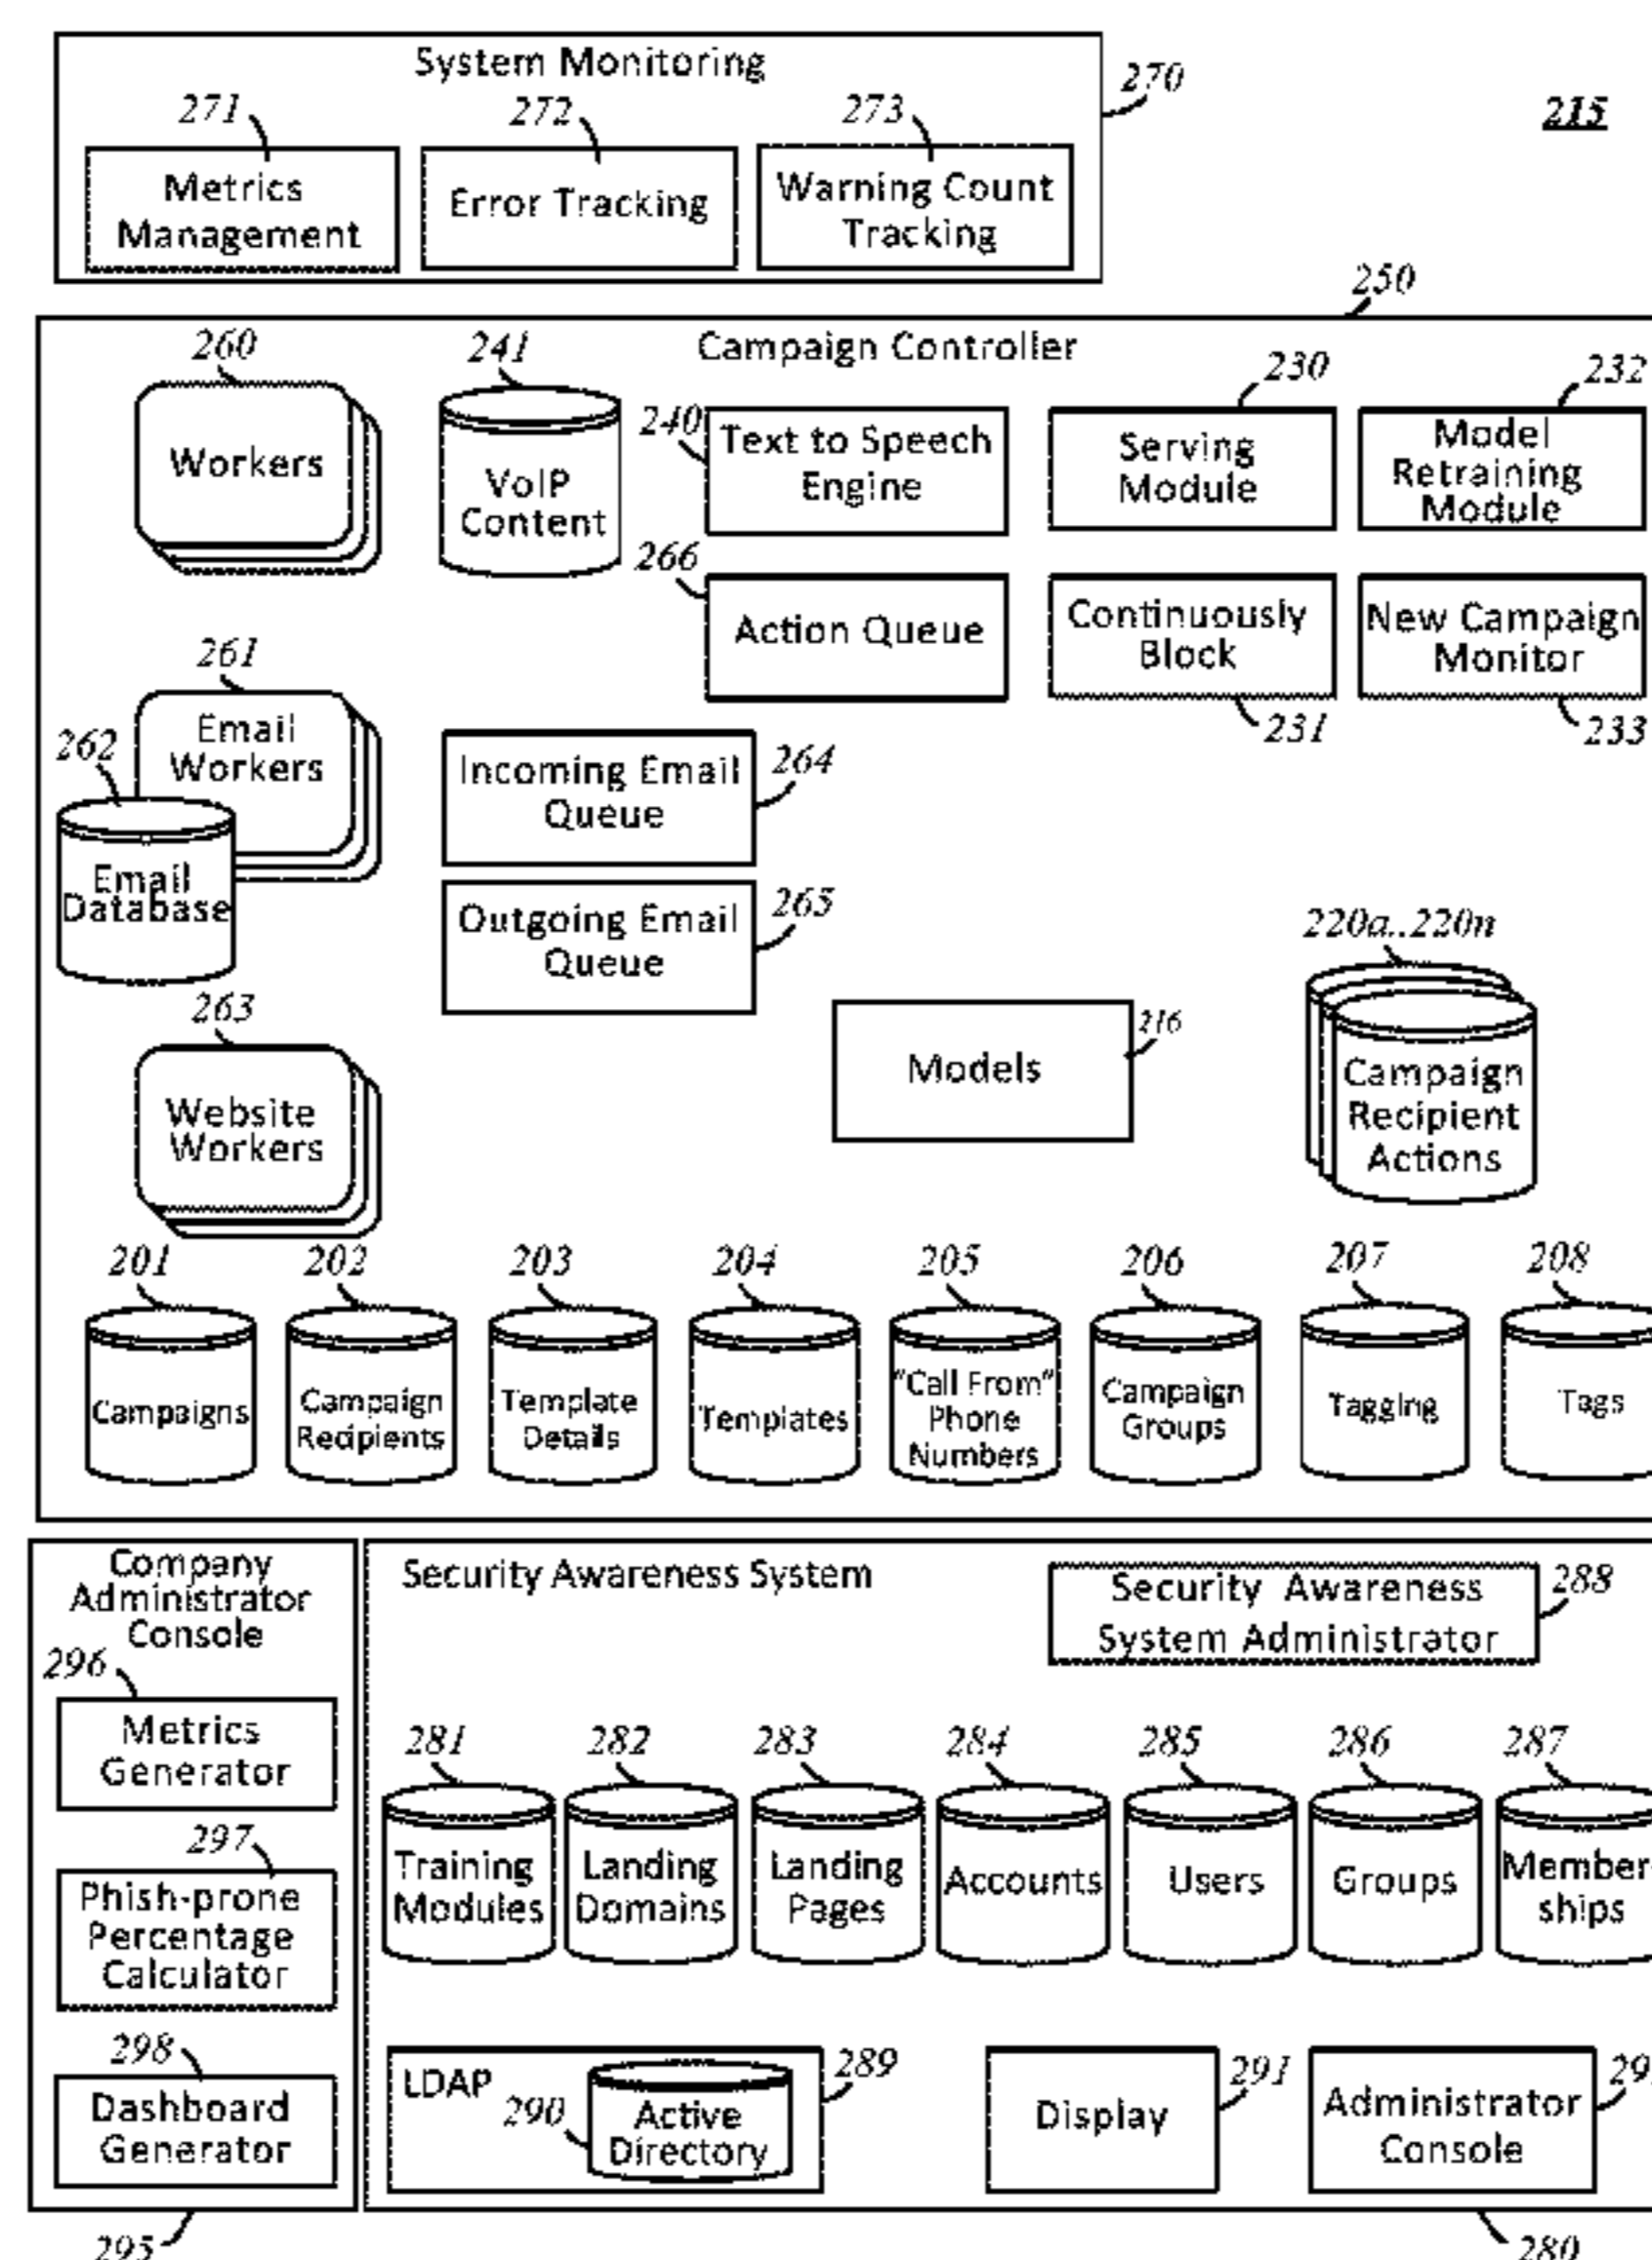 System Monitoring
270
215
271
272
273
Metrics
Management
Error Tracking
Warning Count
Tracking
250
Campaign Controller
260
241
230
232
Workers
VoIP
Content
240
Text to Speech
Engine
Serving
Module
Model
Retraining
Module
266
Action Queue
Continuously
Block
New Campaign
Monitor
231
233
261
Email
Workers
262
Email
Database
Incoming Email
Queue
264
Outgoing Email
Queue
265
220a..220n
Campaign
Recipient
Actions
263
Website
Workers
Models
216
201
202
203
204
205
206
207
208
Campaigns
Campaign
Recipients
Template
Details
Templates
"Call From"
Phone
Numbers
Campaign
Groups
Tagging
Tags
Company
Administrator
Console
296
Metrics
Generator
297
Phish-prone
Percentage
Calculator
298
Dashboard
Generator
295
Security Awareness System
Security Awareness
System Administrator
288
281
282
283
284
285
286
287
Training
Modules
Landing
Domains
Landing
Pages
Accounts
Users
Groups
Member-
ships
LDAP
289
290
Active
Directory
Display
291
Administrator
Console
280